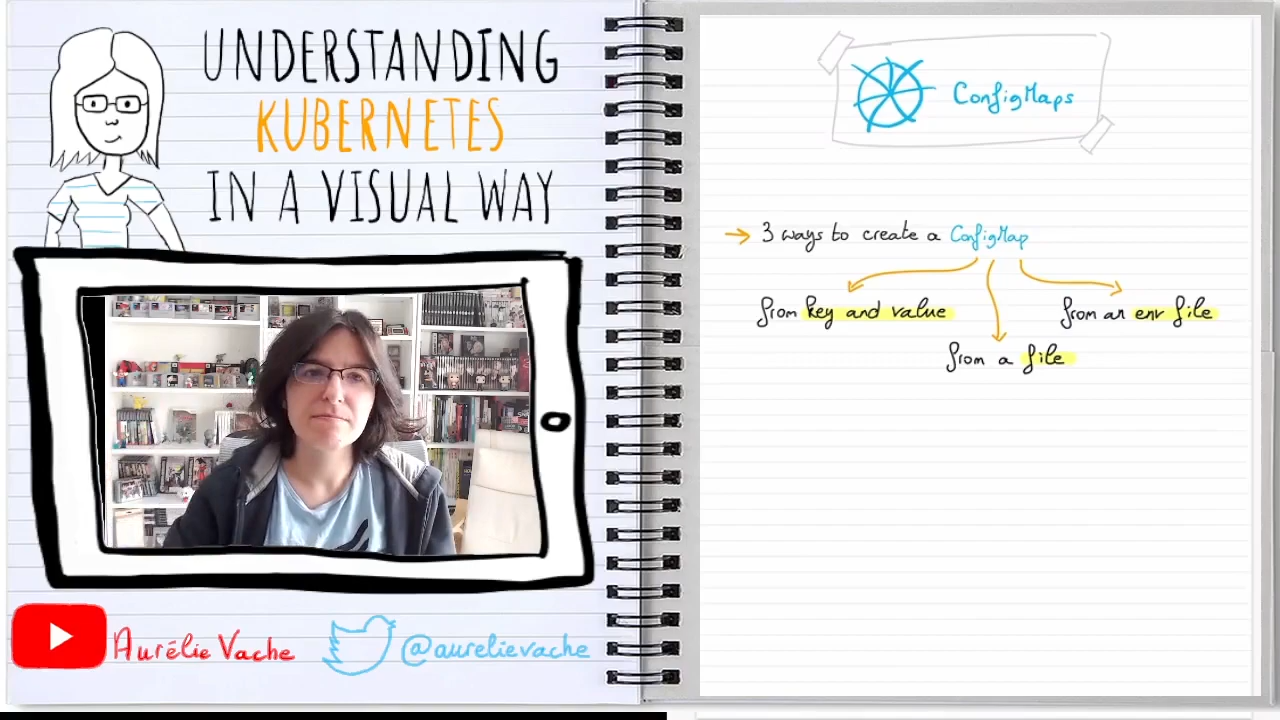 UNDERSTANDING
KUBERNETES
IN A VISUAL WAY
Aurélie Vache
@aurelievache
ConfigMaps
→ 3 ways to create a ConfigMap
from key and value
from an env file
from a file